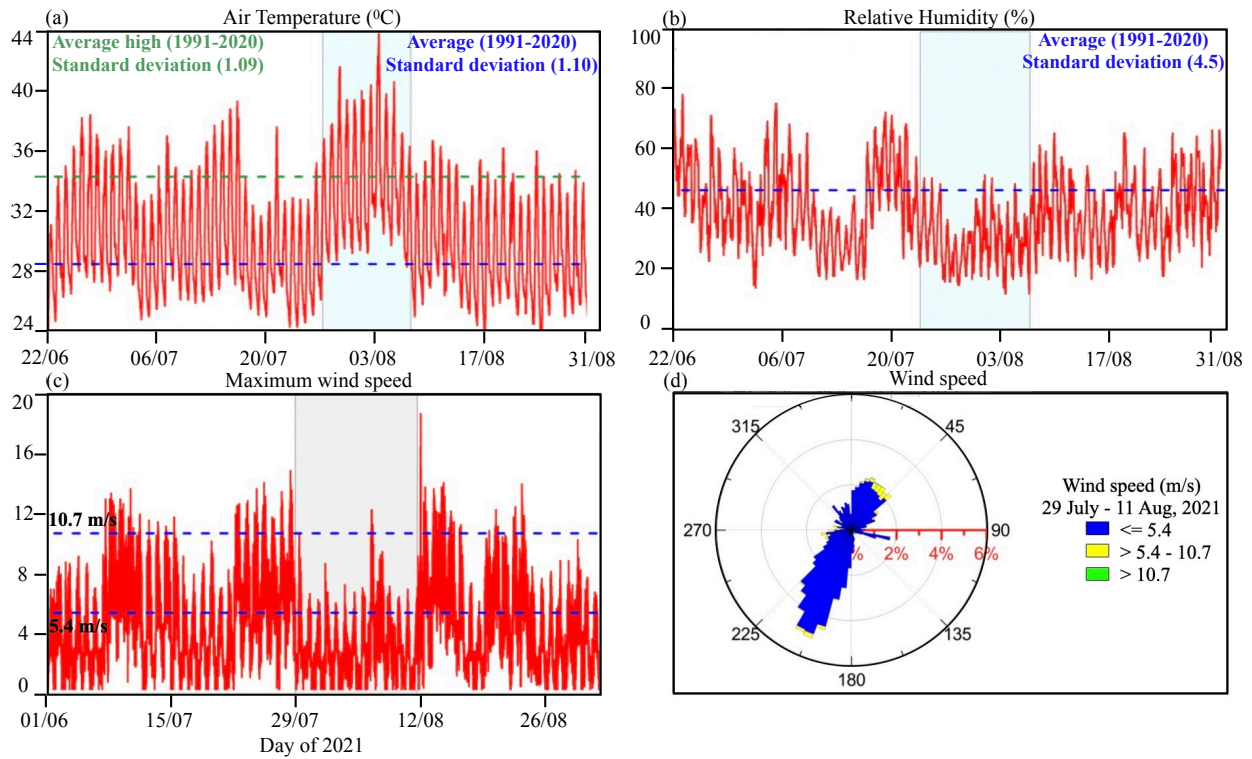 (a) Air Temperature (⁰C)
Average high (1991-2020)
Standard deviation (1.09)
Average (1991-2020)
Standard deviation (1.10)
44
40
36
32
28
24
22/06 06/07 20/07 03/08 17/08 31/08
(b) Relative Humidity (%)
Average (1991-2020)
Standard deviation (4.5)
100
80
60
40
20
0
22/06 06/07 20/07 03/08 17/08 31/08
(c) Maximum wind speed
20
16
12
10.7 m/s
8
5.4 m/s
4
0
01/06 15/07 29/07 12/08 26/08
Day of 2021
(d) Wind speed
315 45
270 90
% 2% 4% 6%
225 135
180
Wind speed (m/s)
29 July - 11 Aug, 2021
<= 5.4
> 5.4 - 10.7
> 10.7